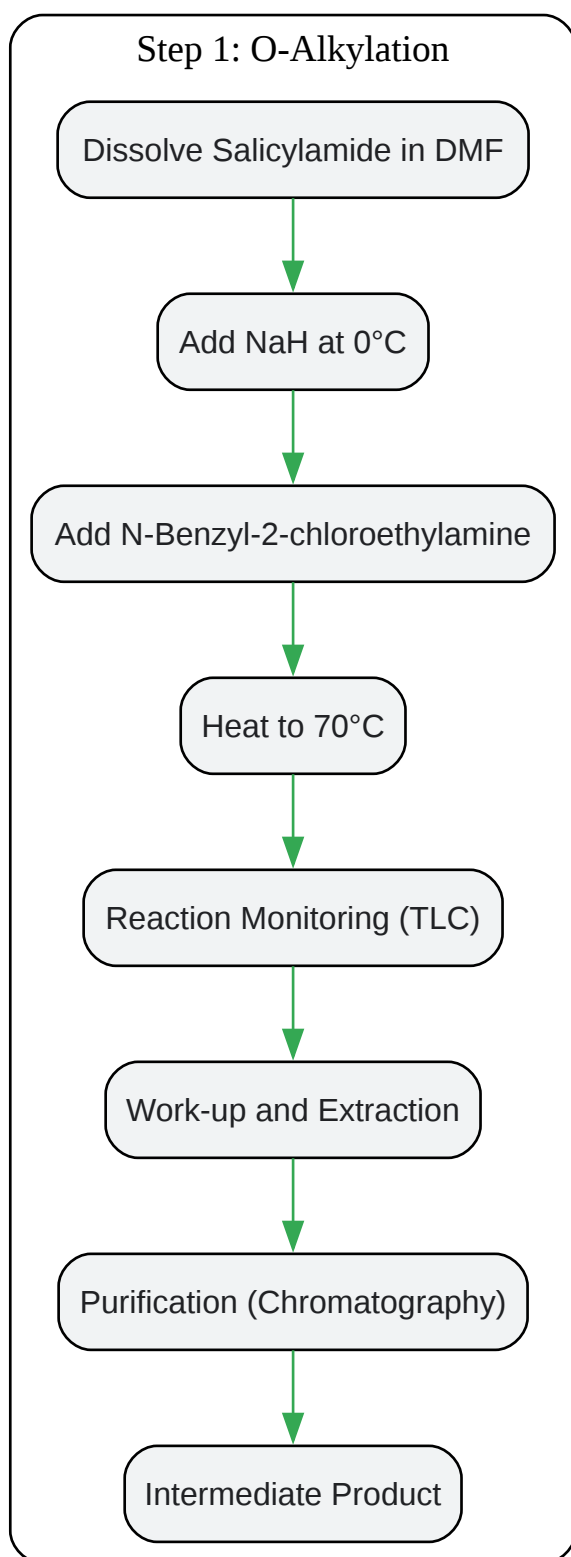 Step 1: O-Alkylation
Dissolve Salicylamide in DMF
Add NaH at 0°C
Add N-Benzyl-2-chloroethylamine
Heat to 70°C
Reaction Monitoring (TLC)
Work-up and Extraction
Purification (Chromatography)
Intermediate Product